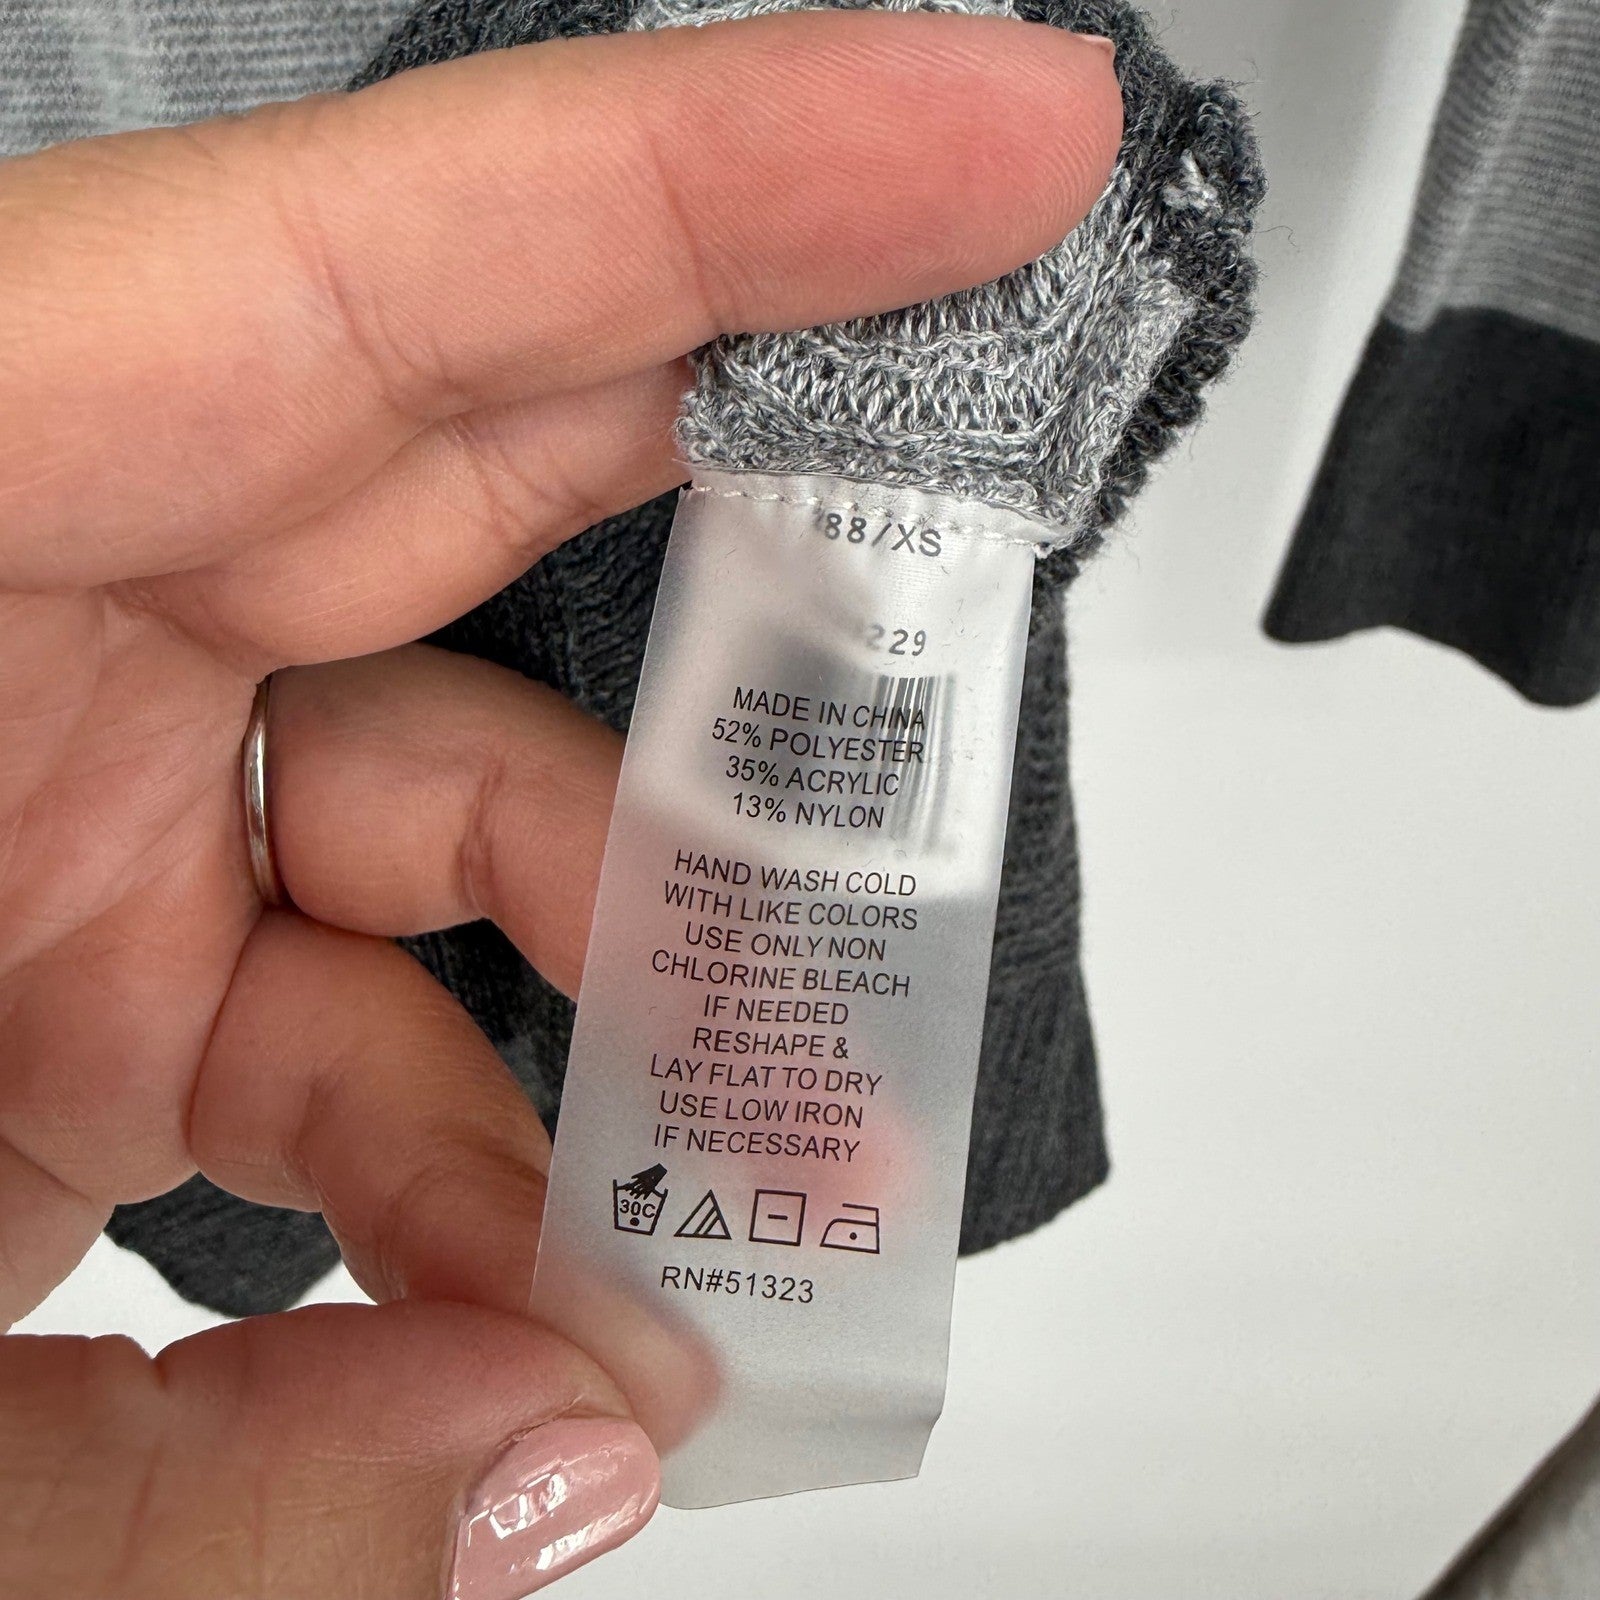 88/XS
229
MADE IN CHINA
52% POLYESTER
35% ACRYLIC
13% NYLON
HAND WASH COLD
WITH LIKE COLORS
USE ONLY NON
CHLORINE BLEACH
IF NEEDED
RESHAPE &
LAY FLAT TO DRY
USE LOW IRON
IF NECESSARY
30C
RN#51323